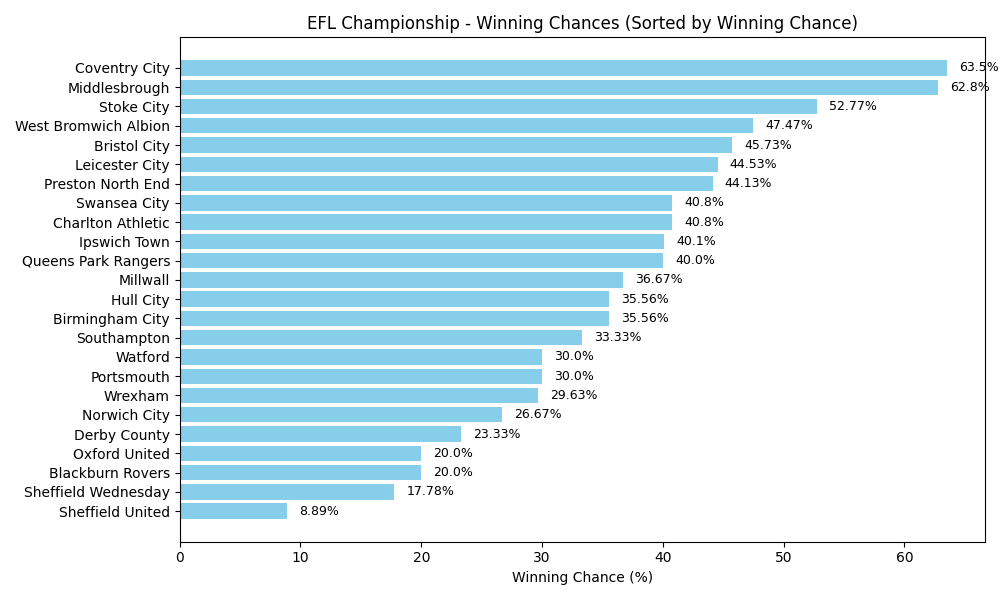 EFL Championship - Winning Chances (Sorted by Winning Chance)
Coventry City 63.5%
Middlesbrough 62.8%
Stoke City 52.77%
West Bromwich Albion 47.47%
Bristol City 45.73%
Leicester City 44.53%
Preston North End 44.13%
Swansea City 40.8%
Charlton Athletic 40.8%
Ipswich Town 40.1%
Queens Park Rangers 40.0%
Millwall 36.67%
Hull City 35.56%
Birmingham City 35.56%
Southampton 33.33%
Watford 30.0%
Portsmouth 30.0%
Wrexham 29.63%
Norwich City 26.67%
Derby County 23.33%
Oxford United 20.0%
Blackburn Rovers 20.0%
Sheffield Wednesday 17.78%
Sheffield United 8.89%
0 10 20 30 40 50 60
Winning Chance (%)